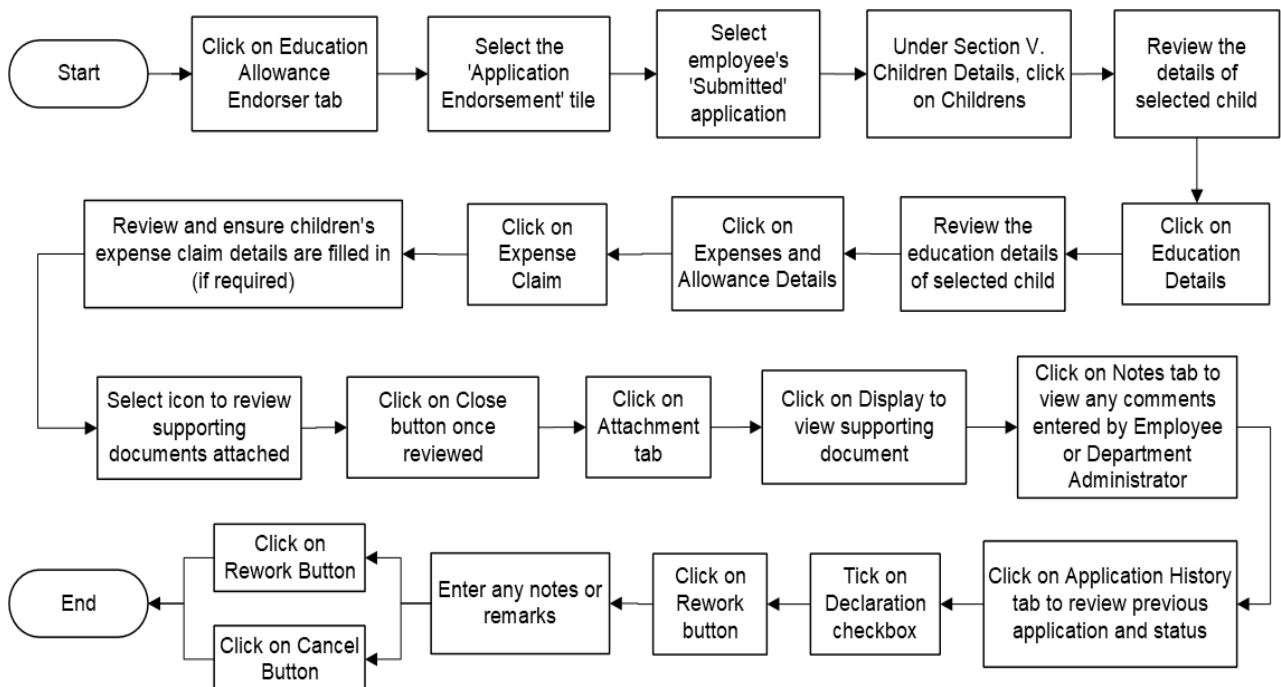 Start
Click on Education
Allowance
Endorser tab
Select the
'Application
Endorsement' tile
Select
employee's
'Submitted'
application
Under Section V.
Children Details, click
on Childrens
Review the
details of
selected child
Click on
Education
Details
Review the
education details
of selected child
Click on
Expenses and
Allowance Details
Click on
Expense
Claim
Review and ensure children's
expense claim details are filled in
(if required)
Select icon to review
supporting
documents attached
Click on Close
button once
reviewed
Click on
Attachment
tab
Click on Display to
view supporting
document
Click on Notes tab to
view any comments
entered by Employee
or Department
Administrator
Click on Application History
tab to review previous
application and status
Tick on
Declaration
checkbox
Click on
Rework
button
Enter any notes or
remarks
Click on
Rework Button
Click on Cancel
Button
End